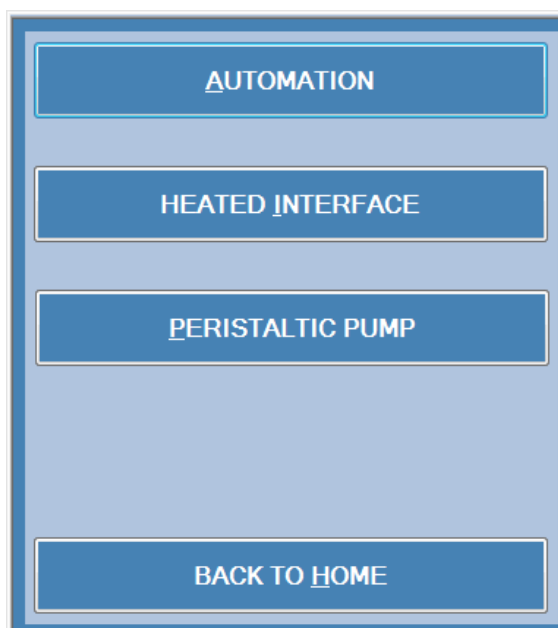 AUTOMATION
HEATED INTERFACE
PERISTALTIC PUMP
BACK TO HOME